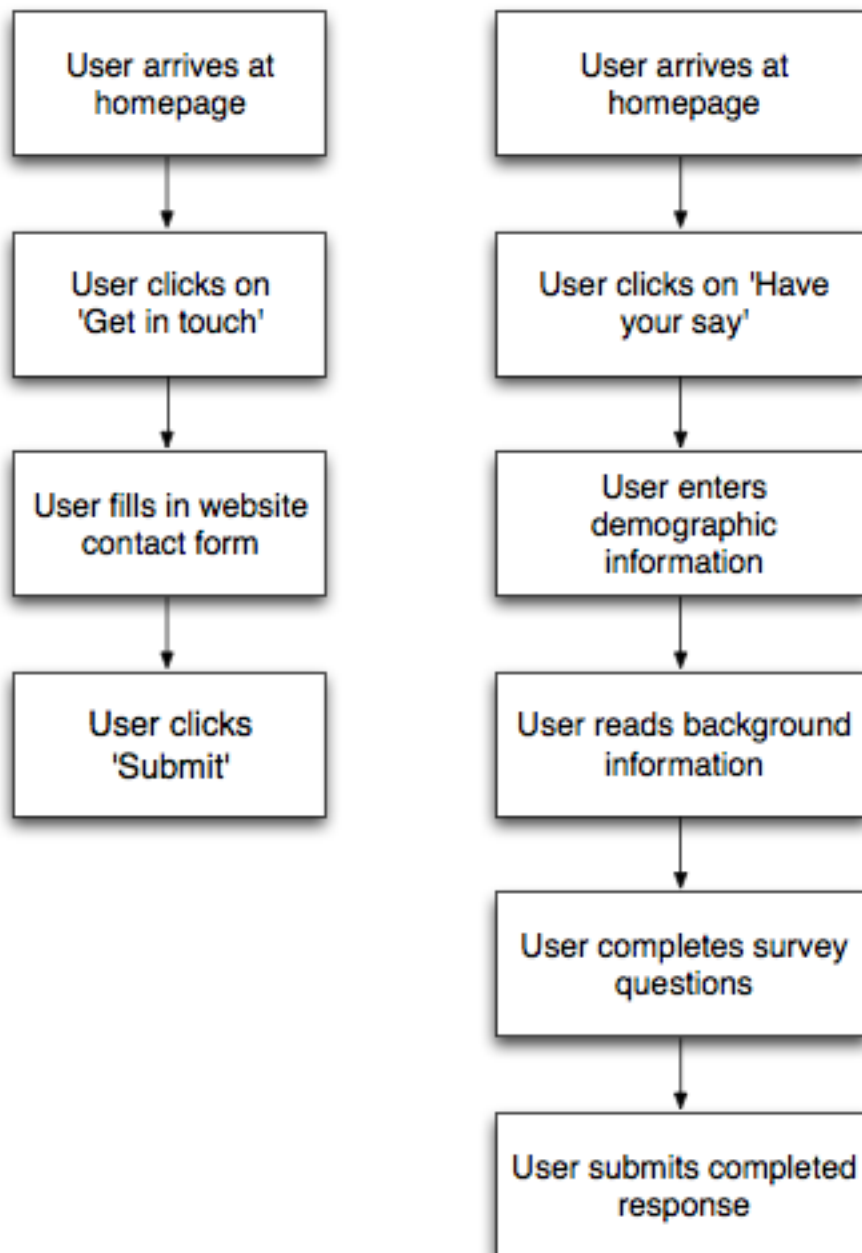 User arrives at
homepage
User clicks on
'Get in touch'
User fills in website
contact form
User clicks
'Submit'
User arrives at
homepage
User clicks on 'Have
your say'
User enters
demographic
information
User reads background
information
User completes survey
questions
User submits completed
response